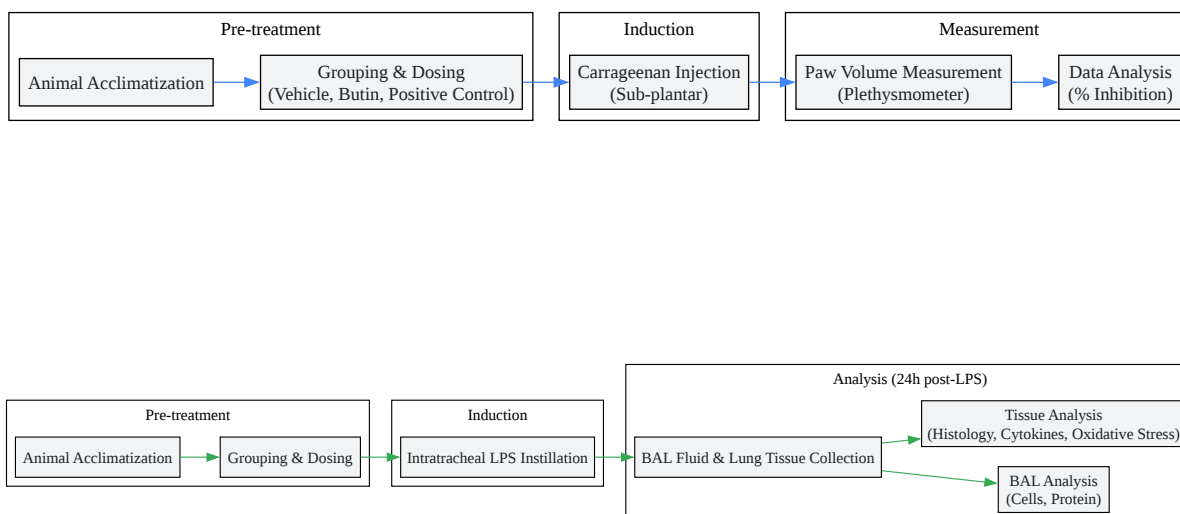 Pre-treatment
Animal Acclimatization
Grouping & Dosing
(Vehicle, Butin, Positive Control)
Induction
Carrageenan Injection
(Sub-plantar)
Measurement
Paw Volume Measurement
(Plethysmometer)
Data Analysis
(% Inhibition)
Pre-treatment
Animal Acclimatization
Grouping & Dosing
Induction
Intratracheal LPS Instillation
Analysis (24h post-LPS)
BAL Fluid & Lung Tissue Collection
Tissue Analysis
(Histology, Cytokines, Oxidative Stress)
BAL Analysis
(Cells, Protein)